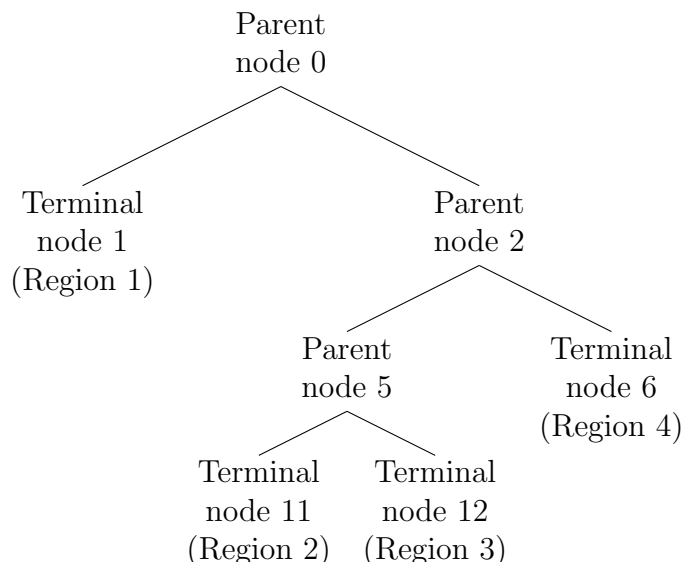 Parent
node 0
Terminal
node 1
(Region 1)
Parent
node 2
Parent
node 5
Terminal
node 6
(Region 4)
Terminal
node 11
(Region 2)
Terminal
node 12
(Region 3)